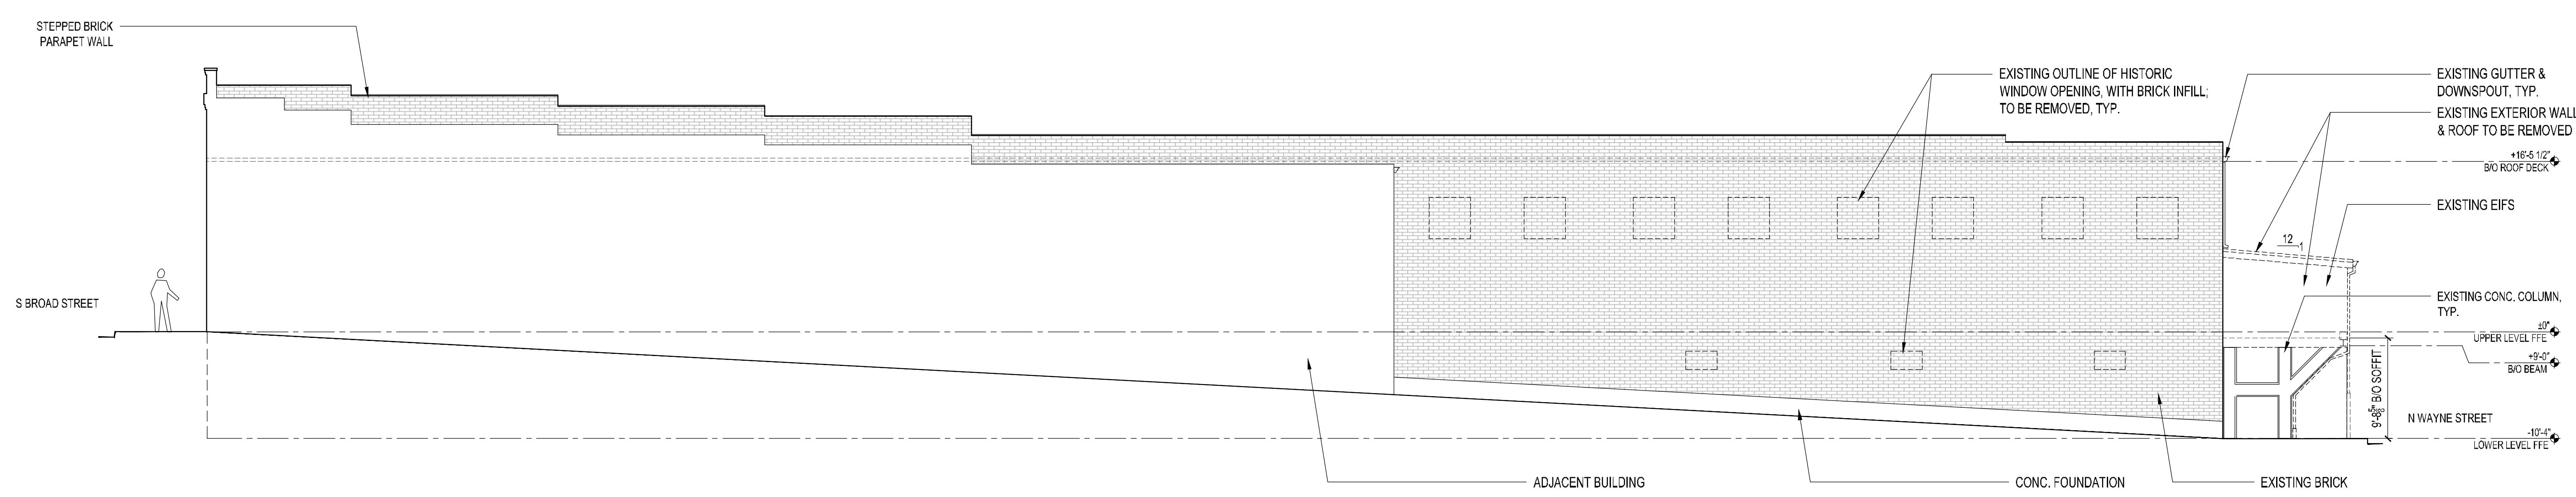 STEPPED BRICK
PARAPET WALL
EXISTING OUTLINE OF HISTORIC
WINDOW OPENING, WITH BRICK INFILL;
TO BE REMOVED, TYP.
EXISTING GUTTER &
DOWNSPOUT, TYP.
EXISTING EXTERIOR WALL
& ROOF TO BE REMOVED
+16'-5 1/2"
B/O ROOF DECK
EXISTING EIFS
12
1
S BROAD STREET
EXISTING CONC. COLUMN,
TYP.
±0"
UPPER LEVEL FFE
+9'-0"
B/O BEAM
9'-8⅝" B/O SOFFIT
N WAYNE STREET
-10'-4"
LOWER LEVEL FFE
ADJACENT BUILDING
CONC. FOUNDATION
EXISTING BRICK